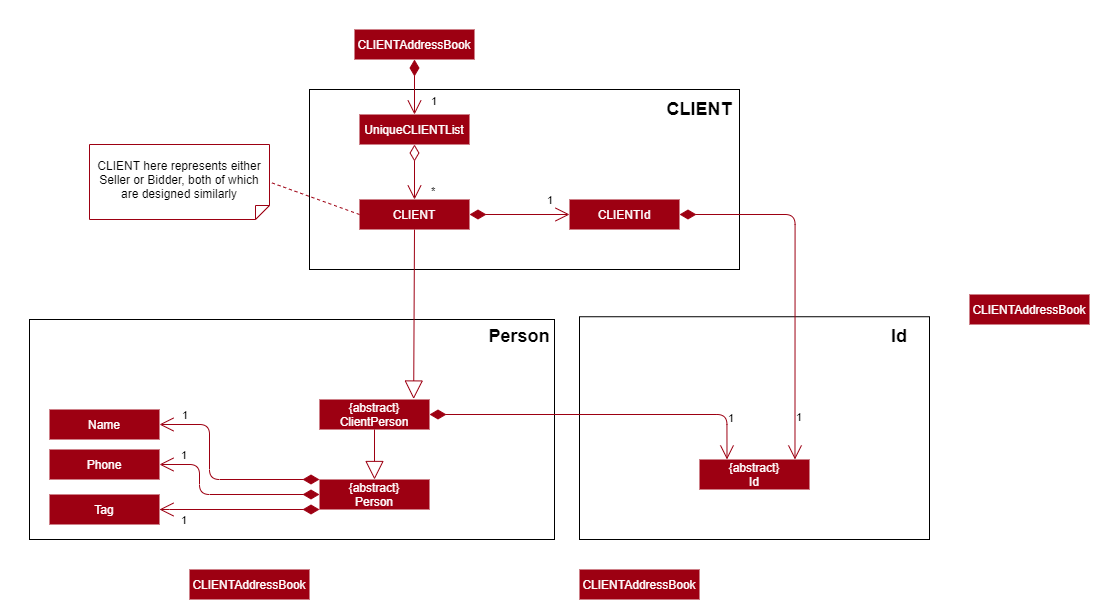 CLIENTAddressBook
1
CLIENT
UniqueCLIENTList
CLIENT here represents either
Seller or Bidder, both of which
are designed similarly
*
CLIENT
1
CLIENTId
CLIENTAddressBook
Person
Id
{abstract}
ClientPerson
1
1
Name
1
Phone
1
Tag
1
{abstract}
Person
{abstract}
Id
CLIENTAddressBook
CLIENTAddressBook